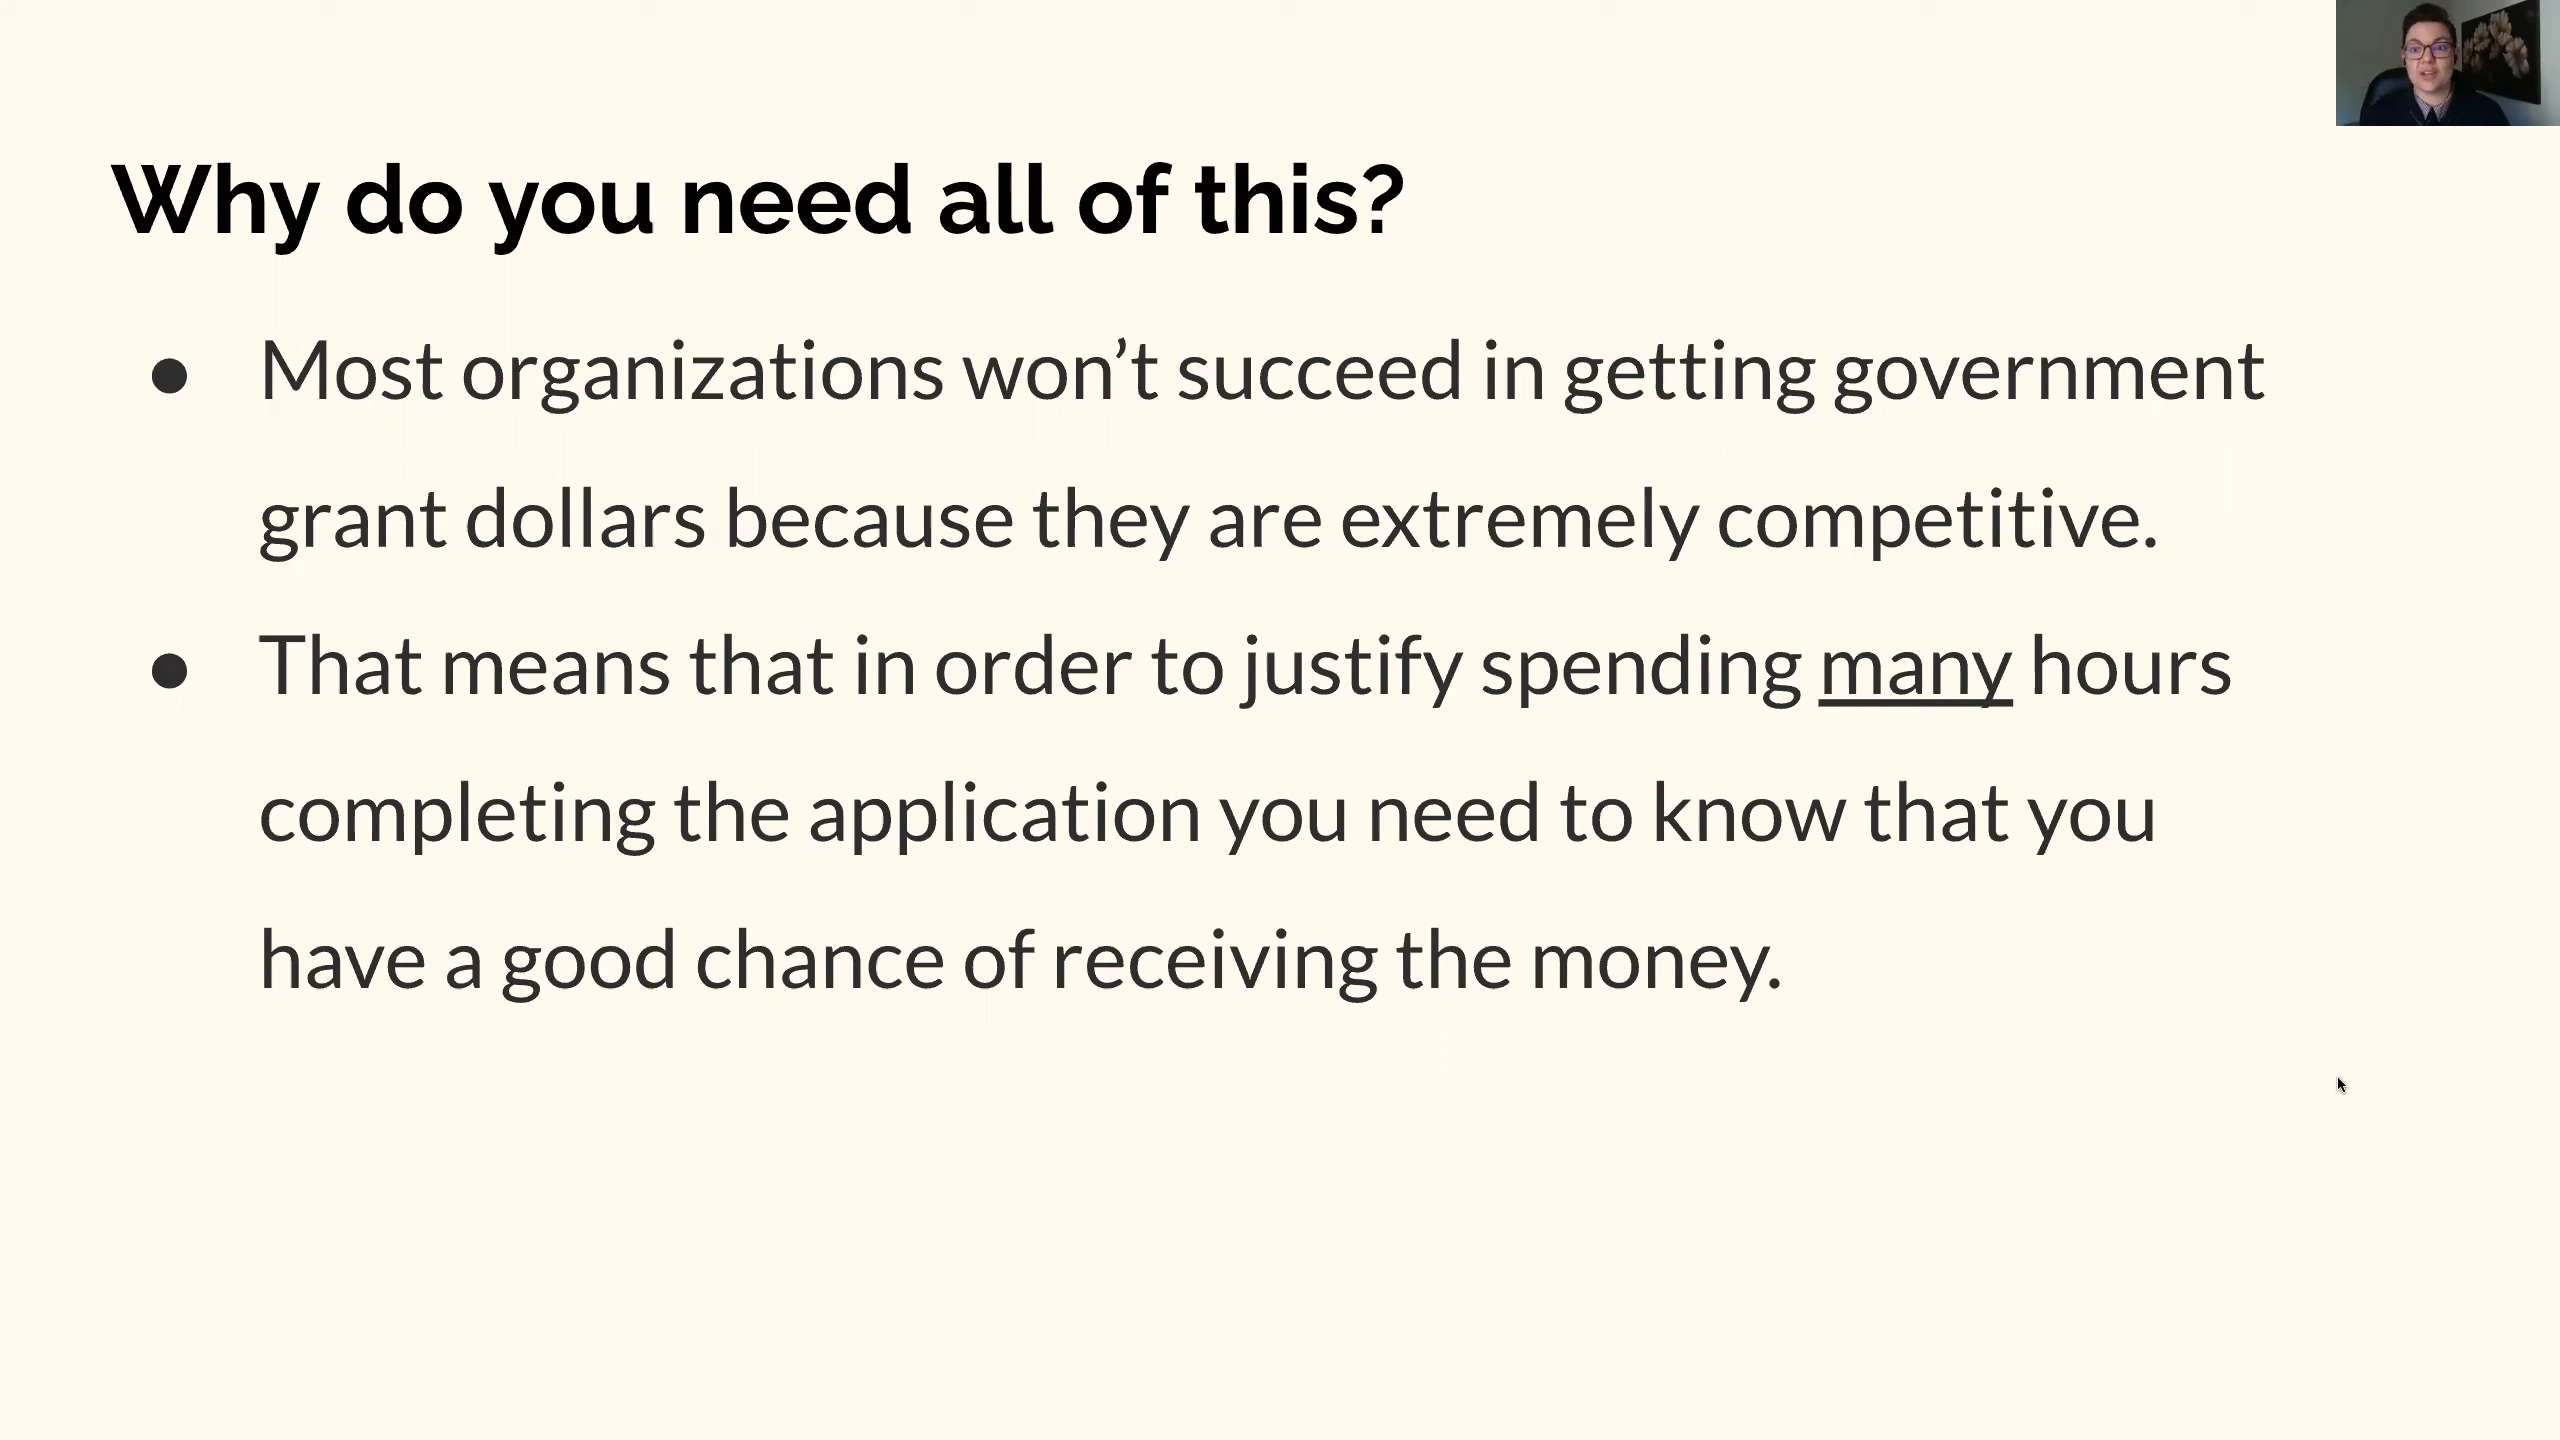 Why do you need all of this?
● Most organizations won’t succeed in getting government
grant dollars because they are extremely competitive.
● That means that in order to justify spending many hours
completing the application you need to know that you
have a good chance of receiving the money.